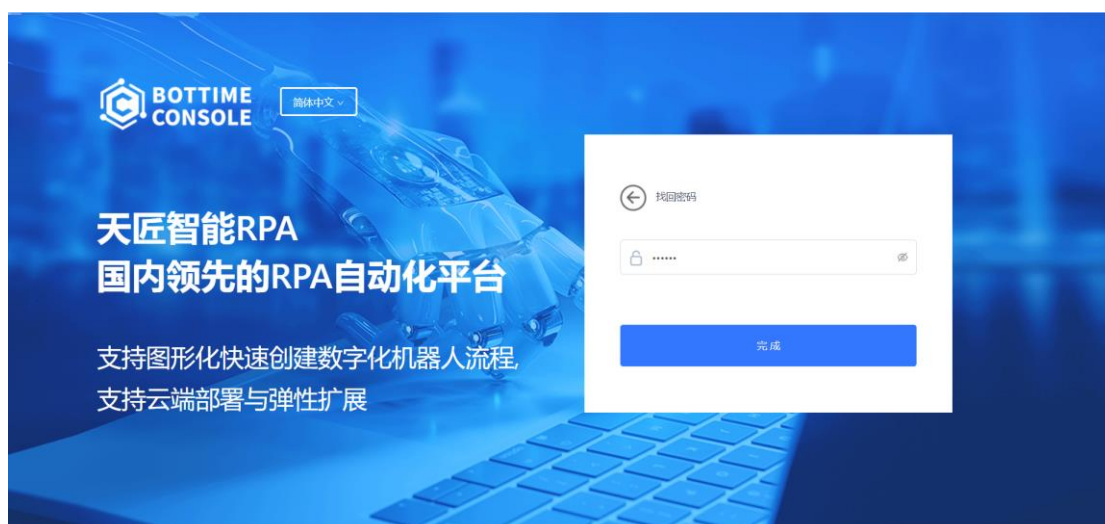 BOTTIME
CONSOLE
简体中文
天匠智能RPA
国内领先的RPA自动化平台
支持图形化快速创建数字化机器人流程,
支持云端部署与弹性扩展
找回密码
••••••
完成